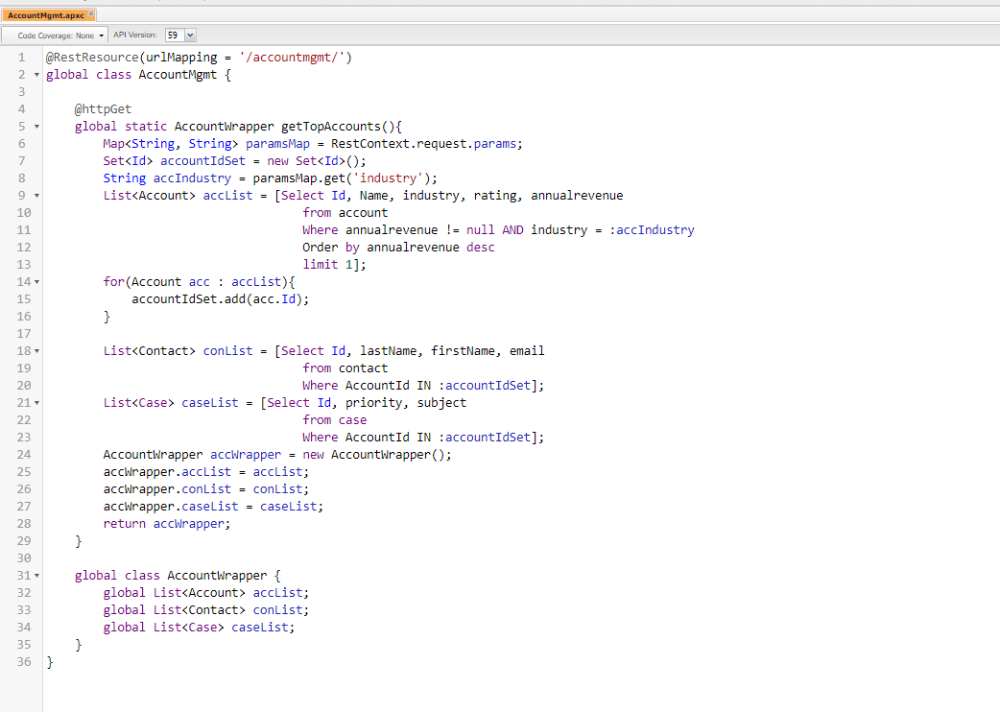 AccountMgmt.apxc
Code Coverage: None API Version: 59
1 @RestResource(urlMapping = '/accountmgmt/')
2 global class AccountMgmt {
3
4     @httpGet
5     global static AccountWrapper getTopAccounts(){
6         Map<String, String> paramsMap = RestContext.request.params;
7         Set<Id> accountIdSet = new Set<Id>();
8         String accIndustry = paramsMap.get('industry');
9         List<Account> accList = [Select Id, Name, industry, rating, annualrevenue
10                                     from account
11                                     Where annualrevenue != null AND industry = :accIndustry
12                                     Order by annualrevenue desc
13                                     limit 1];
14         for(Account acc : accList){
15             accountIdSet.add(acc.Id);
16         }
17
18         List<Contact> conList = [Select Id, lastName, firstName, email
19                                     from contact
20                                     Where AccountId IN :accountIdSet];
21         List<Case> caseList = [Select Id, priority, subject
22                                     from case
23                                     Where AccountId IN :accountIdSet];
24         AccountWrapper accWrapper = new AccountWrapper();
25         accWrapper.accList = accList;
26         accWrapper.conList = conList;
27         accWrapper.caseList = caseList;
28         return accWrapper;
29     }
30
31     global class AccountWrapper {
32         global List<Account> accList;
33         global List<Contact> conList;
34         global List<Case> caseList;
35     }
36 }